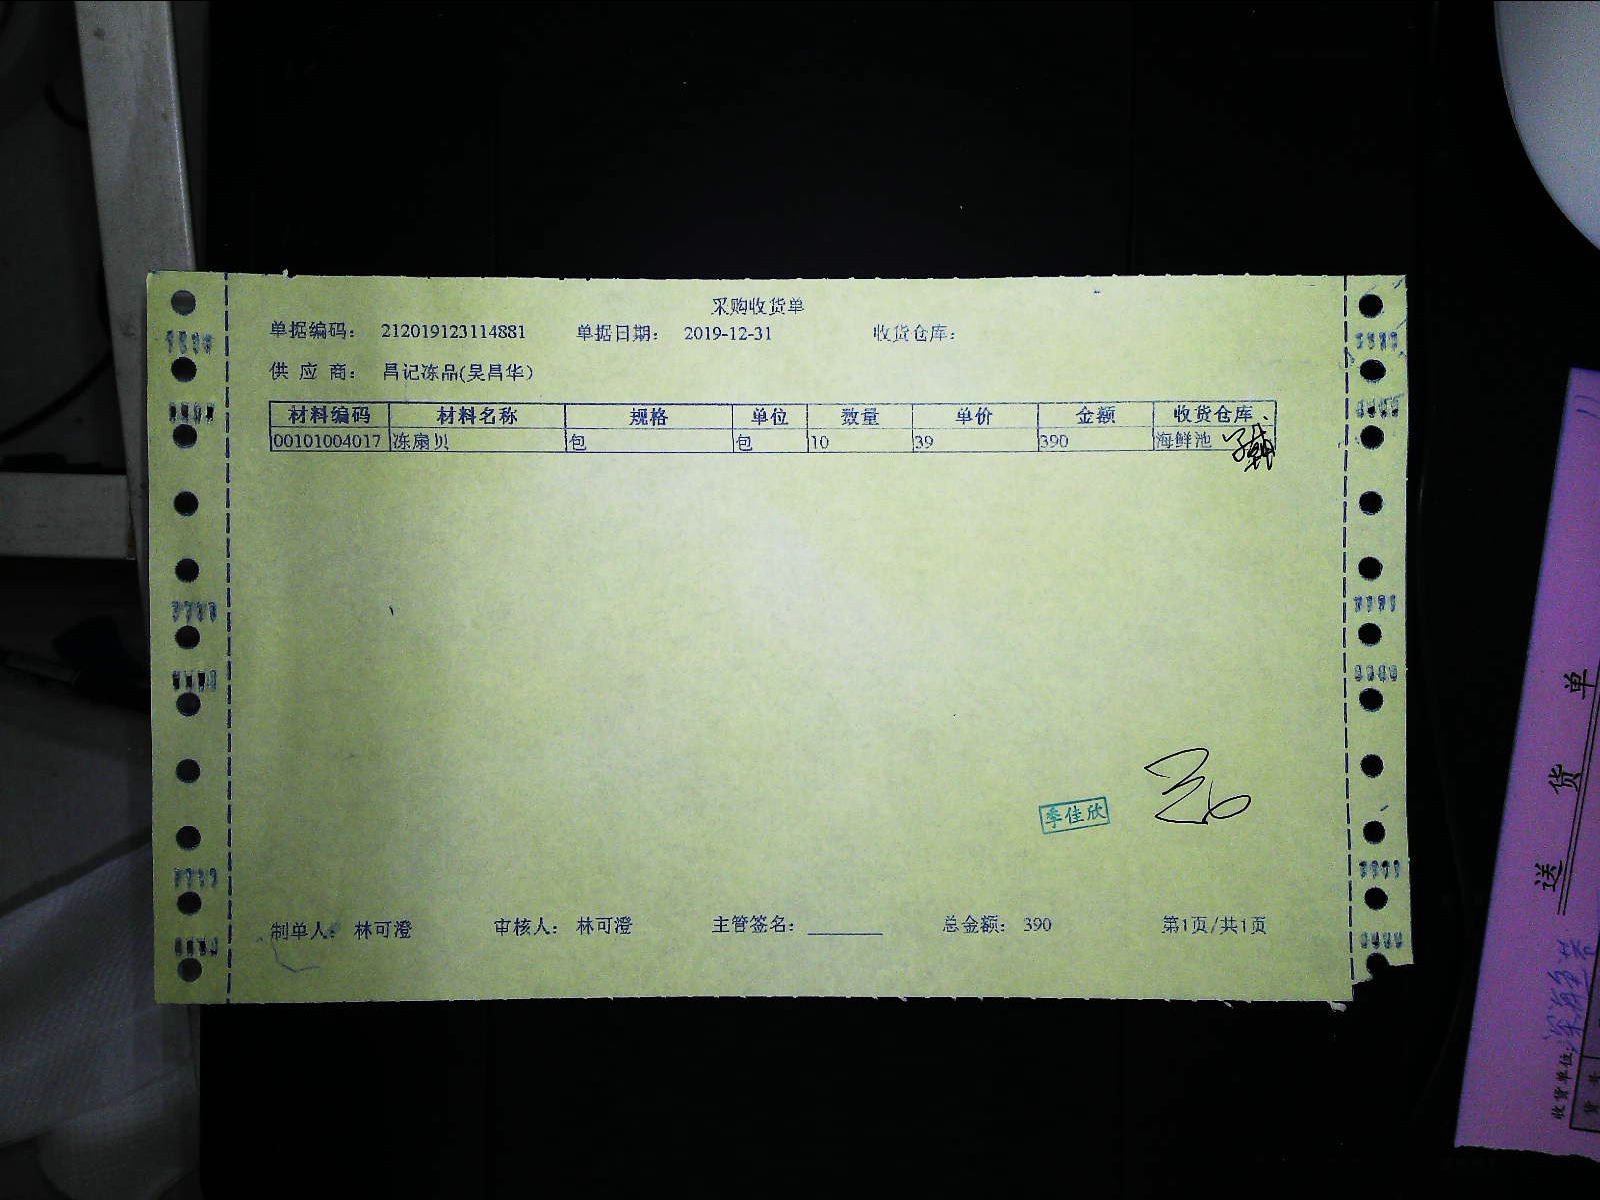 采购收货单
单据编码： 212019123114881 单据日期： 2019-12-31 收货仓库：
供 应 商： 昌记冻品(吴昌华)
材料编码 材料名称 规格 单位 数量 单价 金额 收货仓库
00101004017 冻扇贝 包 包 10 39 390 海鲜池
季佳欣
制单人： 林可澄 审核人： 林可澄 主管签名： 总金额： 390 第1页/共1页
送 货 单
收货单位: